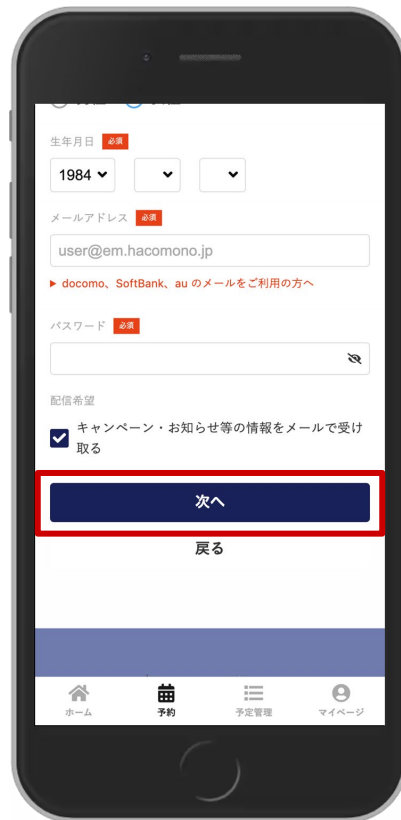 生年月日 必須
1984
メールアドレス 必須
user@em.hacomono.jp
▶ docomo、SoftBank、au のメールをご利用の方へ
パスワード 必須
配信希望
キャンペーン・お知らせ等の情報をメールで受け
取る
次へ
戻る
ホーム 予約 予定管理 マイページ